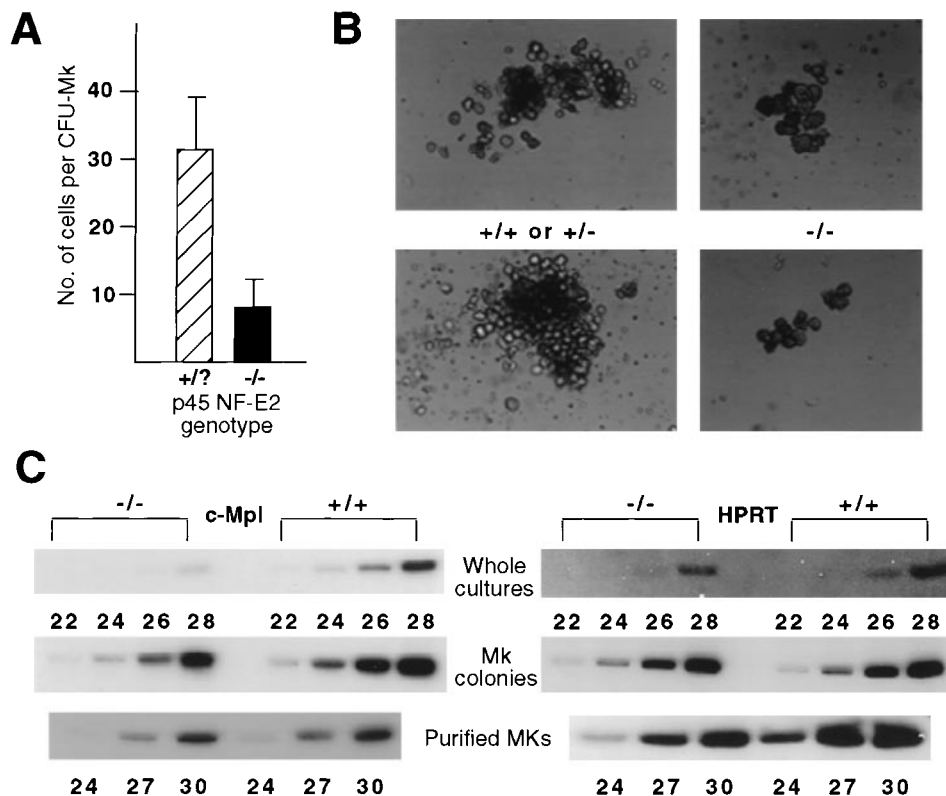 A
No. of cells per CFU-Mk
40
30
20
10
+/? -/-
p45 NF-E2
genotype
B
+/+ or +/- -/-
C
-/- c-Mpl +/+ -/- HPRT +/+
Whole
cultures
22 24 26 28 22 24 26 28 22 24 26 28 22 24 26 28
Mk
colonies
Purified MKs
24 27 30 24 27 30 24 27 30 24 27 30